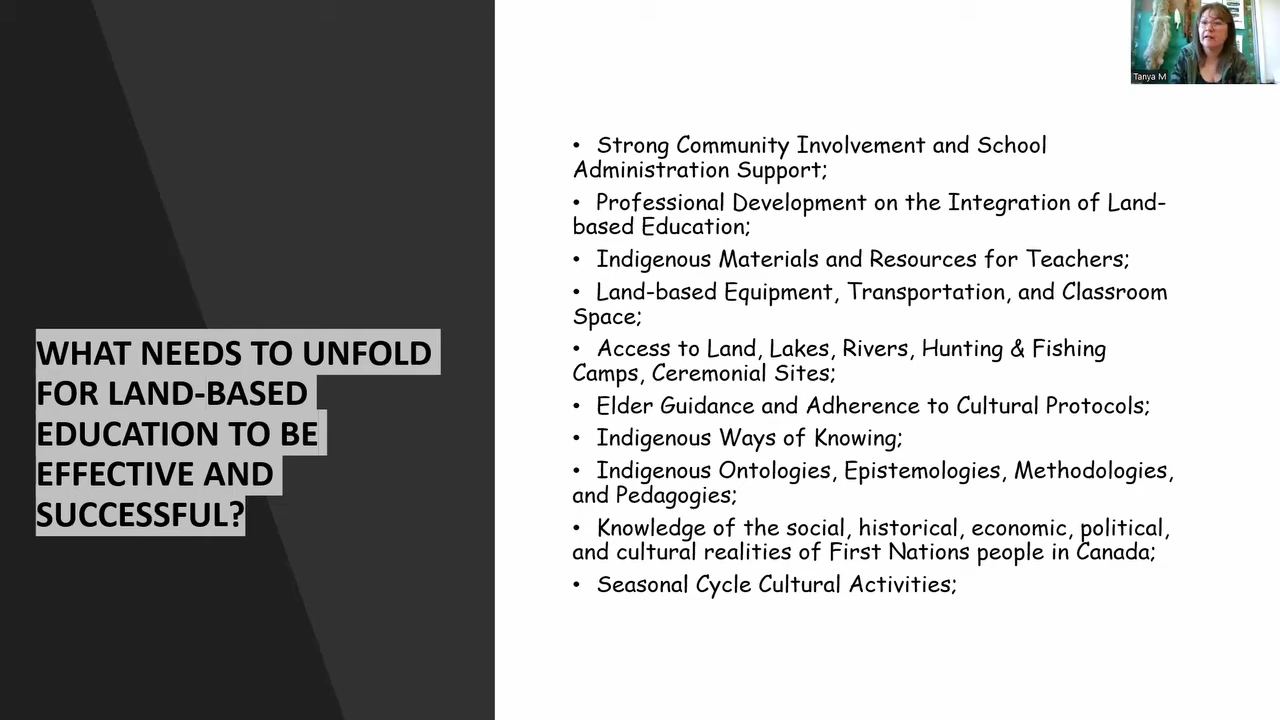 WHAT NEEDS TO UNFOLD
FOR LAND-BASED
EDUCATION TO BE
EFFECTIVE AND
SUCCESSFUL?
• Strong Community Involvement and School
Administration Support;
• Professional Development on the Integration of Land-
based Education;
• Indigenous Materials and Resources for Teachers;
• Land-based Equipment, Transportation, and Classroom
Space;
• Access to Land, Lakes, Rivers, Hunting & Fishing
Camps, Ceremonial Sites;
• Elder Guidance and Adherence to Cultural Protocols;
• Indigenous Ways of Knowing;
• Indigenous Ontologies, Epistemologies, Methodologies,
and Pedagogies;
• Knowledge of the social, historical, economic, political,
and cultural realities of First Nations people in Canada;
• Seasonal Cycle Cultural Activities;
Tanya M